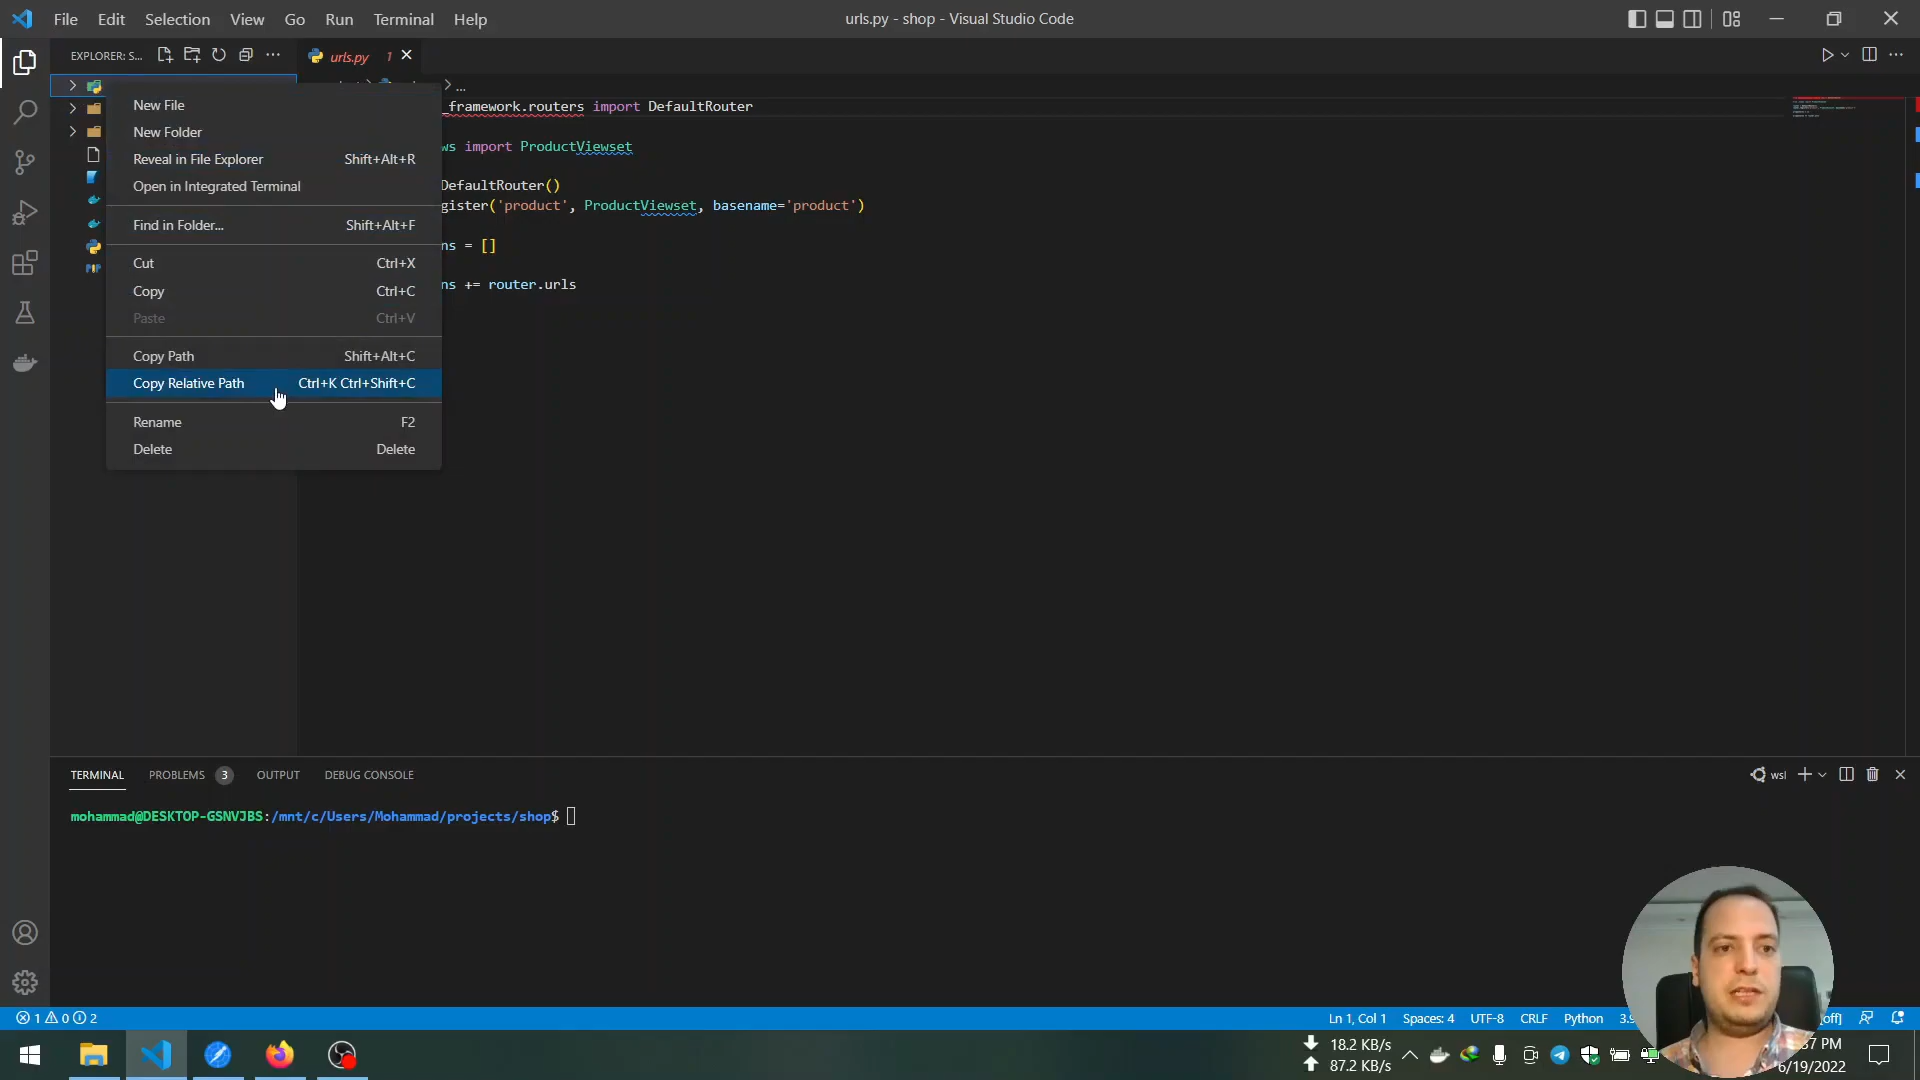 File Edit Selection View Go Run Terminal Help
urls.py - shop - Visual Studio Code
EXPLORER: S...
urls.py 1
...
New File
New Folder
Reveal in File Explorer Shift+Alt+R
Open in Integrated Terminal
Find in Folder... Shift+Alt+F
Cut Ctrl+X
Copy Ctrl+C
Paste Ctrl+V
Copy Path Shift+Alt+C
Copy Relative Path Ctrl+K Ctrl+Shift+C
Rename F2
Delete Delete
_framework.routers import DefaultRouter
ws import ProductViewset
DefaultRouter()
gister('product', ProductViewset, basename='product')
ns = []
ns += router.urls
TERMINAL PROBLEMS 3 OUTPUT DEBUG CONSOLE
wsl
mohammad@DESKTOP-GSNVJBS:/mnt/c/Users/Mohammad/projects/shop$
1 0 2
Ln 1, Col 1 Spaces: 4 UTF-8 CRLF Python 3.9 [off]
18.2 KB/s
87.2 KB/s
37 PM
6/19/2022